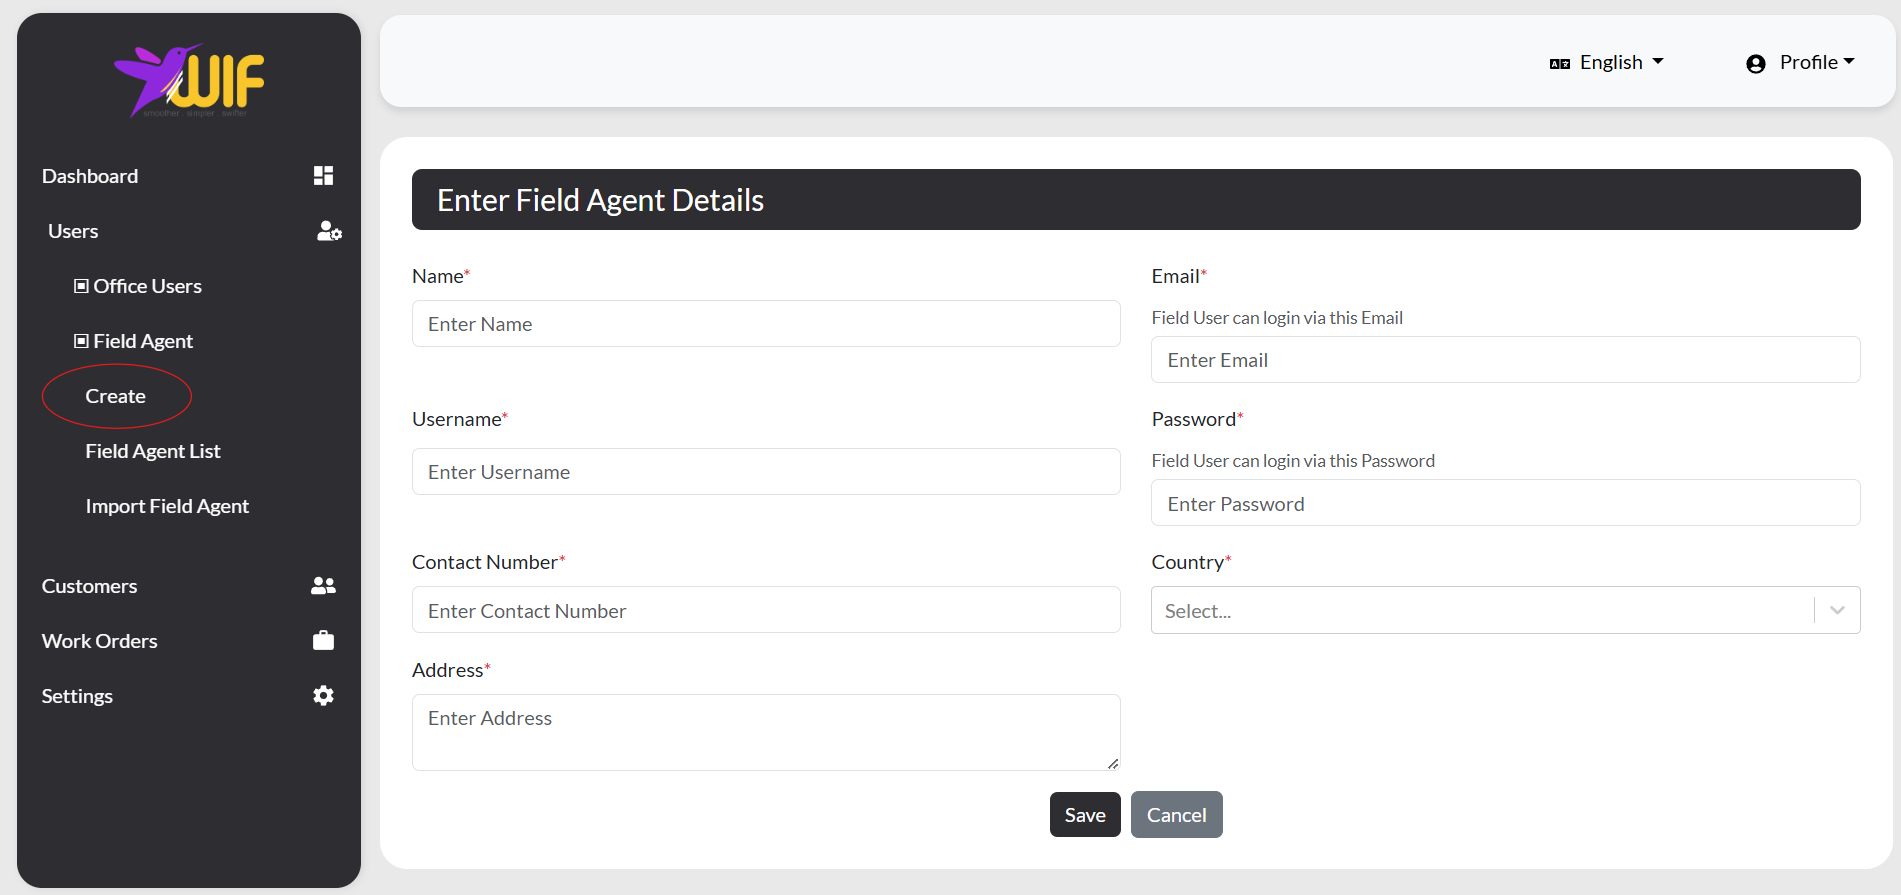 WIF
smoother . simpler . swifter
English
Profile
Dashboard
Users
Office Users
Field Agent
Create
Field Agent List
Import Field Agent
Customers
Work Orders
Settings
Enter Field Agent Details
Name*
Enter Name
Email*
Field User can login via this Email
Enter Email
Username*
Enter Username
Password*
Field User can login via this Password
Enter Password
Contact Number*
Enter Contact Number
Country*
Select...
Address*
Enter Address
Save
Cancel